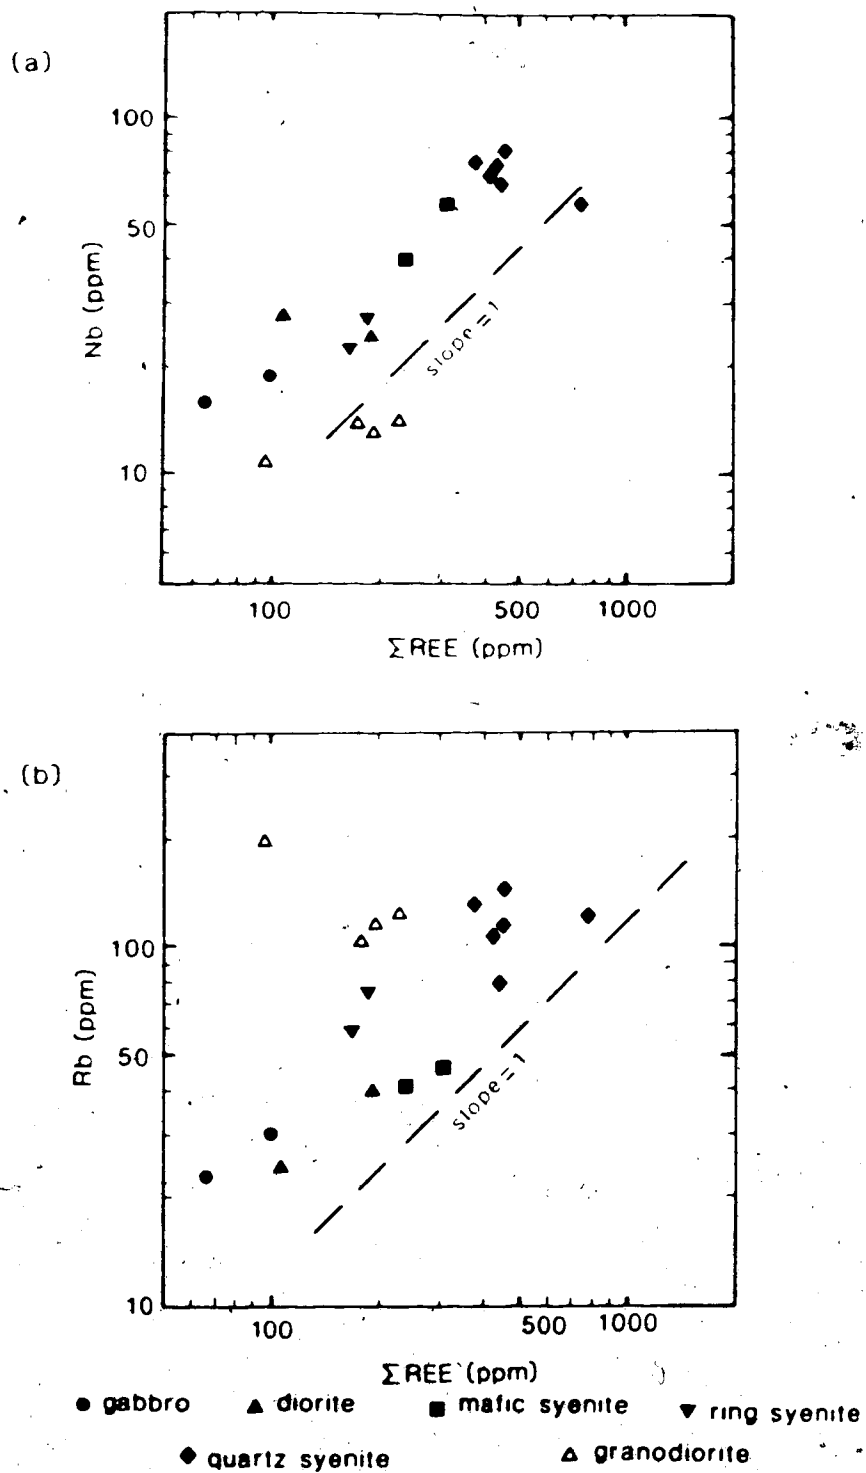 (a)
100
50
10
Nb (ppm)
slope = 1
100 500 1000
ΣREE (ppm)
(b)
100
50
10
Rb (ppm)
slope = 1
100 500 1000
ΣREE (ppm)
gabbro diorite mafic syenite ring syenite
quartz syenite granodiorite